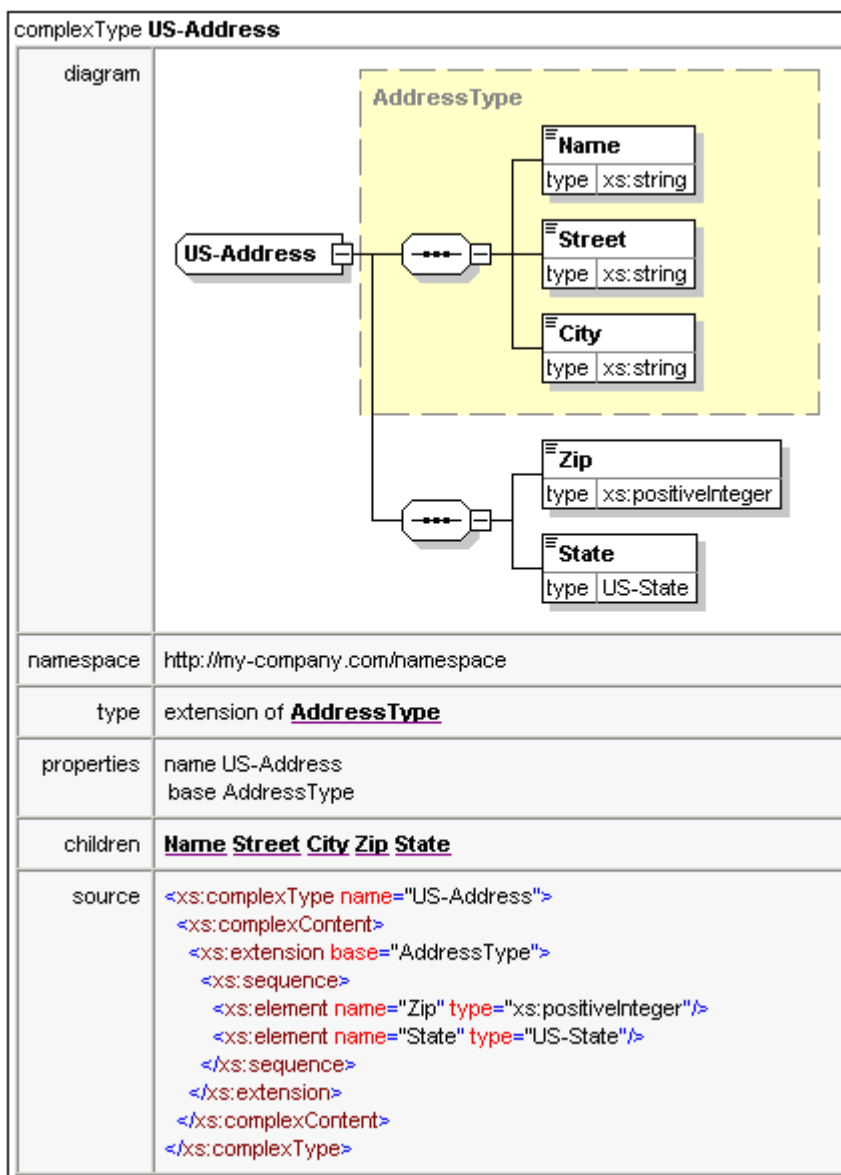 complexType US-Address
diagram
AddressType
Name
type xs:string
US-Address
Street
type xs:string
City
type xs:string
Zip
type xs:positiveInteger
State
type US-State
namespace http://my-company.com/namespace
type extension of AddressType
properties name US-Address
base AddressType
children Name Street City Zip State
source <xs:complexType name="US-Address">
<xs:complexContent>
<xs:extension base="AddressType">
<xs:sequence>
<xs:element name="Zip" type="xs:positiveInteger"/>
<xs:element name="State" type="US-State"/>
</xs:sequence>
</xs:extension>
</xs:complexContent>
</xs:complexType>